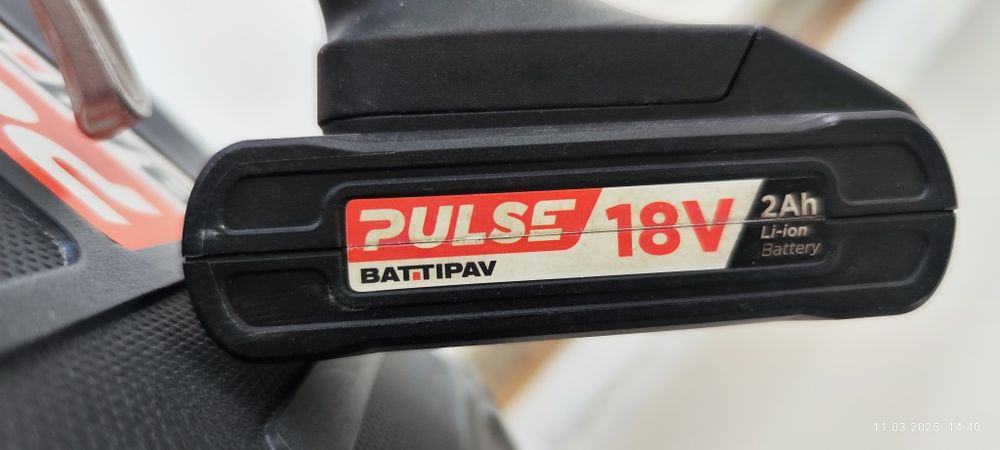 PULSE
BATTIPAV
18V
2Ah
Li-ion
Battery
11.03.2025 14:40